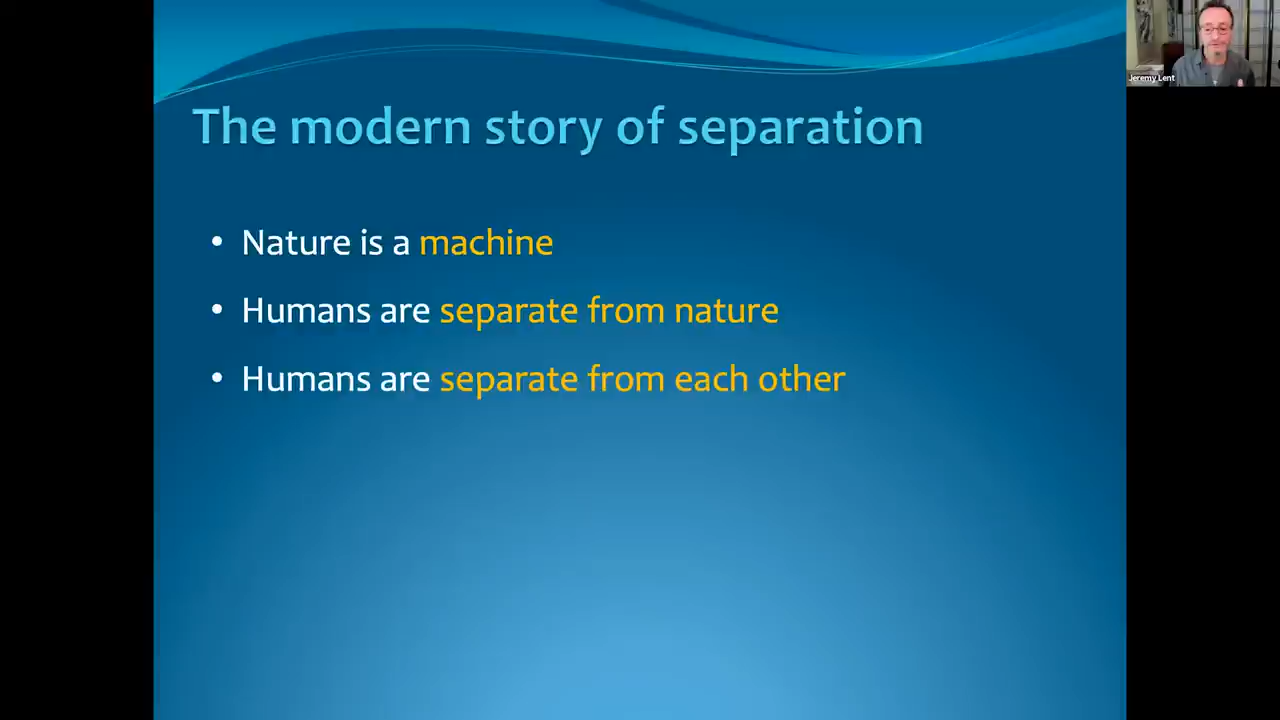 The modern story of separation
• Nature is a machine
• Humans are separate from nature
• Humans are separate from each other
Jeremy Lent